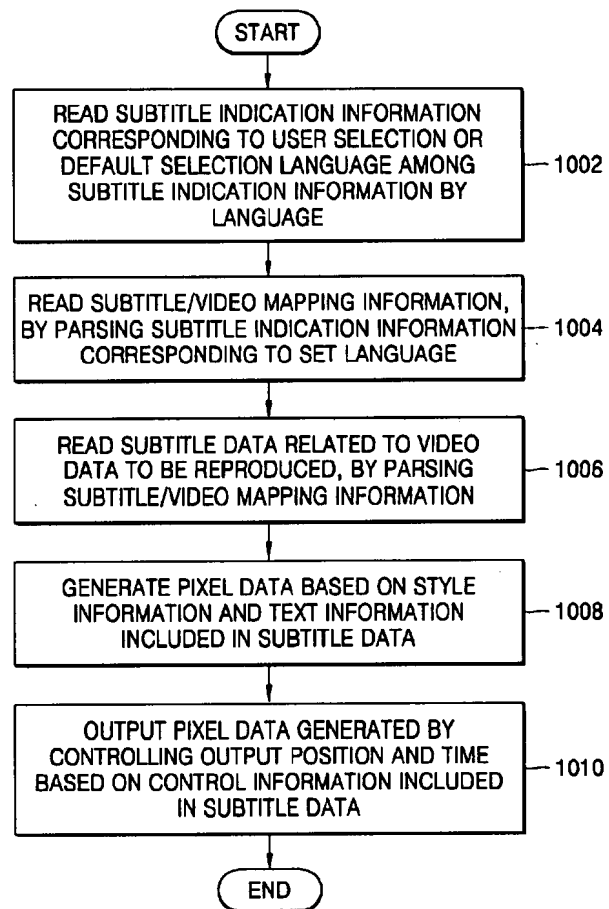 START
READ SUBTITLE INDICATION INFORMATION
CORRESPONDING TO USER SELECTION OR
DEFAULT SELECTION LANGUAGE AMONG
SUBTITLE INDICATION INFORMATION BY
LANGUAGE
1002
READ SUBTITLE/VIDEO MAPPING INFORMATION,
BY PARSING SUBTITLE INDICATION INFORMATION
CORRESPONDING TO SET LANGUAGE
1004
READ SUBTITLE DATA RELATED TO VIDEO
DATA TO BE REPRODUCED, BY PARSING
SUBTITLE/VIDEO MAPPING INFORMATION
1006
GENERATE PIXEL DATA BASED ON STYLE
INFORMATION AND TEXT INFORMATION
INCLUDED IN SUBTITLE DATA
1008
OUTPUT PIXEL DATA GENERATED BY
CONTROLLING OUTPUT POSITION AND TIME
BASED ON CONTROL INFORMATION INCLUDED
IN SUBTITLE DATA
1010
END